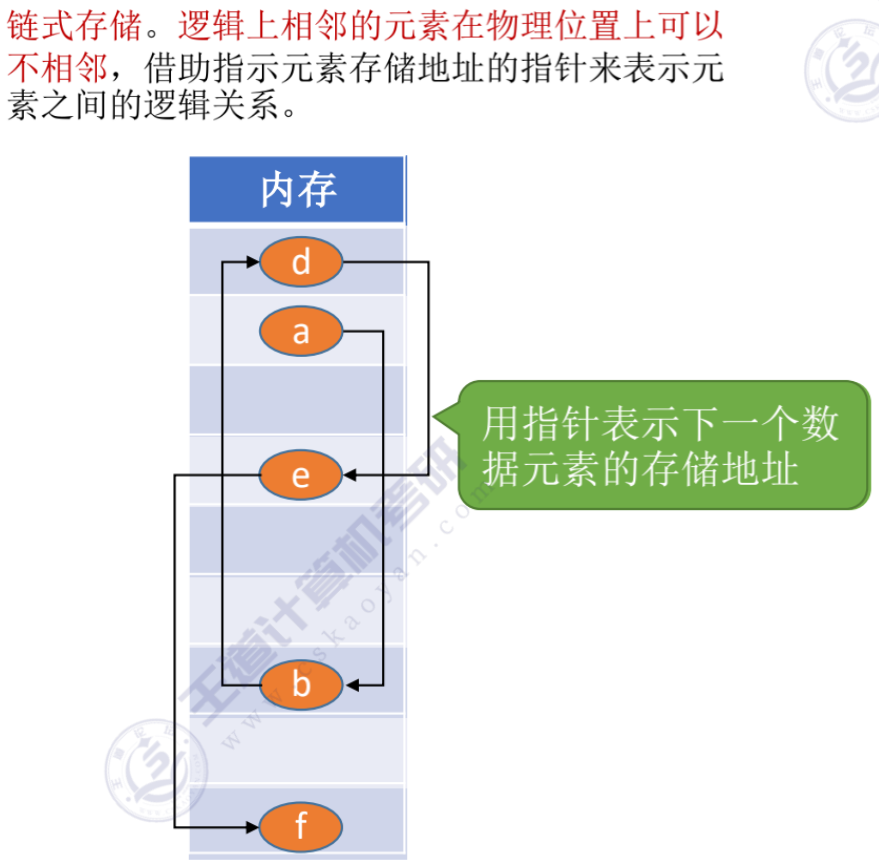 链式存储。逻辑上相邻的元素在物理位置上可以
不相邻，借助指示元素存储地址的指针来表示元
素之间的逻辑关系。
内存
d
a
用指针表示下一个数
据元素的存储地址
e
b
f
王道计算机考研
www.cskaoyan.com